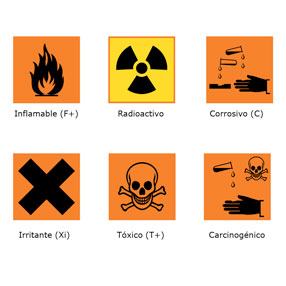 Inflamable (F+)
Radioactivo
Corrosivo (C)
Irritante (Xi)
Tóxico (T+)
Carcinogénico